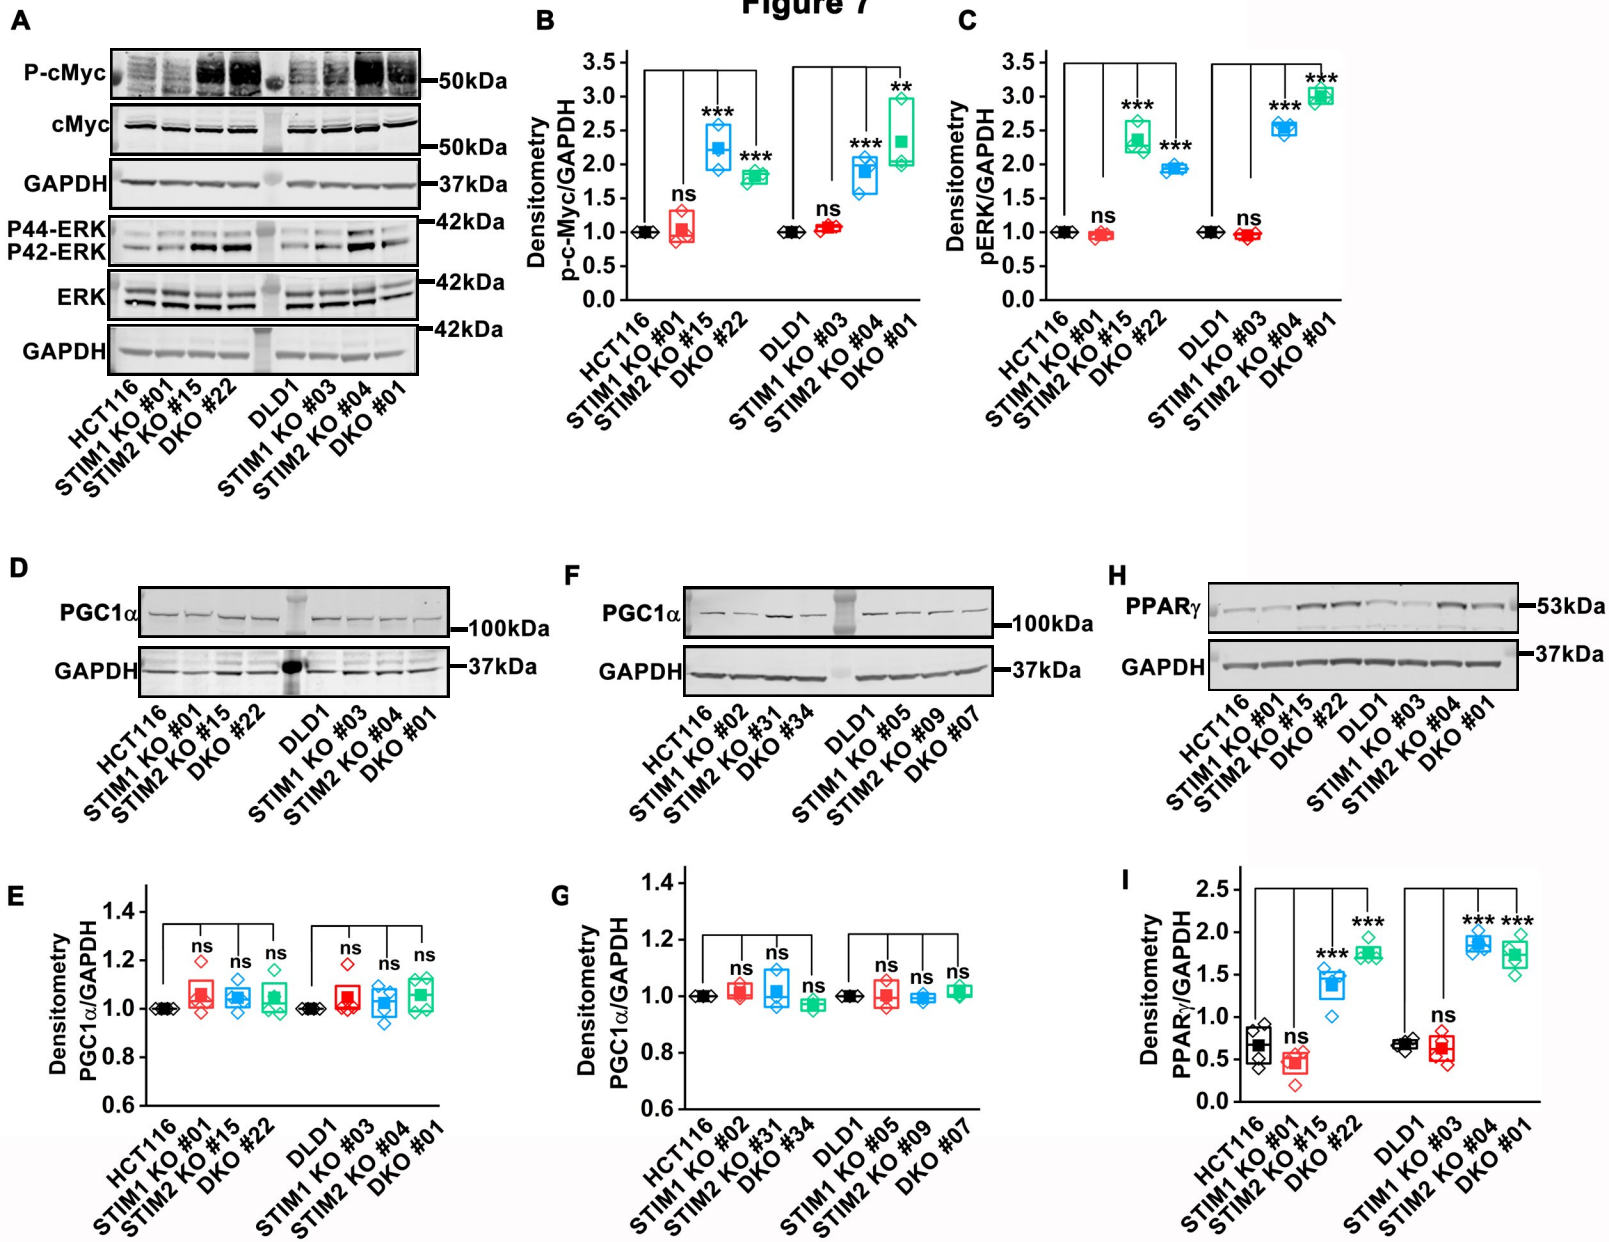 Figure 7
A
P-cMyc
50kDa
cMyc
50kDa
GAPDH
37kDa
P44-ERK
42kDa
P42-ERK
ERK
42kDa
GAPDH
42kDa
HCT116
STIM1 KO #01
STIM2 KO #15
DKO #22
DLD1
STIM1 KO #03
STIM2 KO #04
DKO #01
B
Densitometry
p-c-Myc/GAPDH
3.5
3.0
2.5
2.0
1.5
1.0
0.5
0.0
ns
***
***
ns
***
**
HCT116
STIM1 KO #01
STIM2 KO #15
DKO #22
DLD1
STIM1 KO #03
STIM2 KO #04
DKO #01
C
Densitometry
pERK/GAPDH
3.5
3.0
2.5
2.0
1.5
1.0
0.5
0.0
ns
***
***
ns
***
***
HCT116
STIM1 KO #01
STIM2 KO #15
DKO #22
DLD1
STIM1 KO #03
STIM2 KO #04
DKO #01
D
PGC1α
100kDa
GAPDH
37kDa
HCT116
STIM1 KO #01
STIM2 KO #15
DKO #22
DLD1
STIM1 KO #03
STIM2 KO #04
DKO #01
F
PGC1α
100kDa
GAPDH
37kDa
HCT116
STIM1 KO #02
STIM2 KO #31
DKO #34
DLD1
STIM1 KO #05
STIM2 KO #09
DKO #07
H
PPARγ
53kDa
GAPDH
37kDa
HCT116
STIM1 KO #01
STIM2 KO #15
DKO #22
DLD1
STIM1 KO #03
STIM2 KO #04
DKO #01
E
Densitometry
PGC1α/GAPDH
1.4
1.2
1.0
0.8
0.6
ns
ns
ns
ns
ns
ns
HCT116
STIM1 KO #01
STIM2 KO #15
DKO #22
DLD1
STIM1 KO #03
STIM2 KO #04
DKO #01
G
Densitometry
PGC1α/GAPDH
1.4
1.2
1.0
0.8
0.6
ns
ns
ns
ns
ns
ns
HCT116
STIM1 KO #02
STIM2 KO #31
DKO #34
DLD1
STIM1 KO #05
STIM2 KO #09
DKO #07
I
Densitometry
PPARγ/GAPDH
2.5
2.0
1.5
1.0
0.5
0.0
ns
***
***
ns
***
***
HCT116
STIM1 KO #01
STIM2 KO #15
DKO #22
DLD1
STIM1 KO #03
STIM2 KO #04
DKO #01